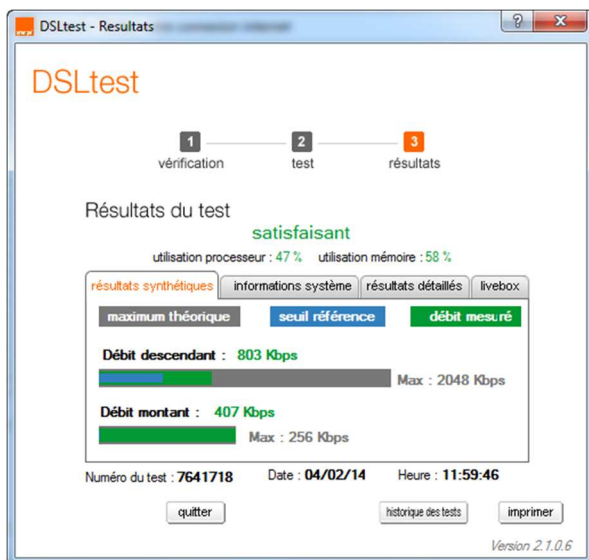 DSLtest - Resultats
DSLtest
1 2 3
vérification test résultats
Résultats du test
satisfaisant
utilisation processeur : 47 % utilisation mémoire : 58 %
résultats synthétiques informations système résultats détaillés livebox
maximum théorique seuil référence débit mesuré
Débit descendant : 803 Kbps
Max : 2048 Kbps
Débit montant : 407 Kbps
Max : 256 Kbps
Numéro du test : 7641718 Date : 04/02/14 Heure : 11:59:46
quitter historique des tests imprimer
Version 2.1.0.6